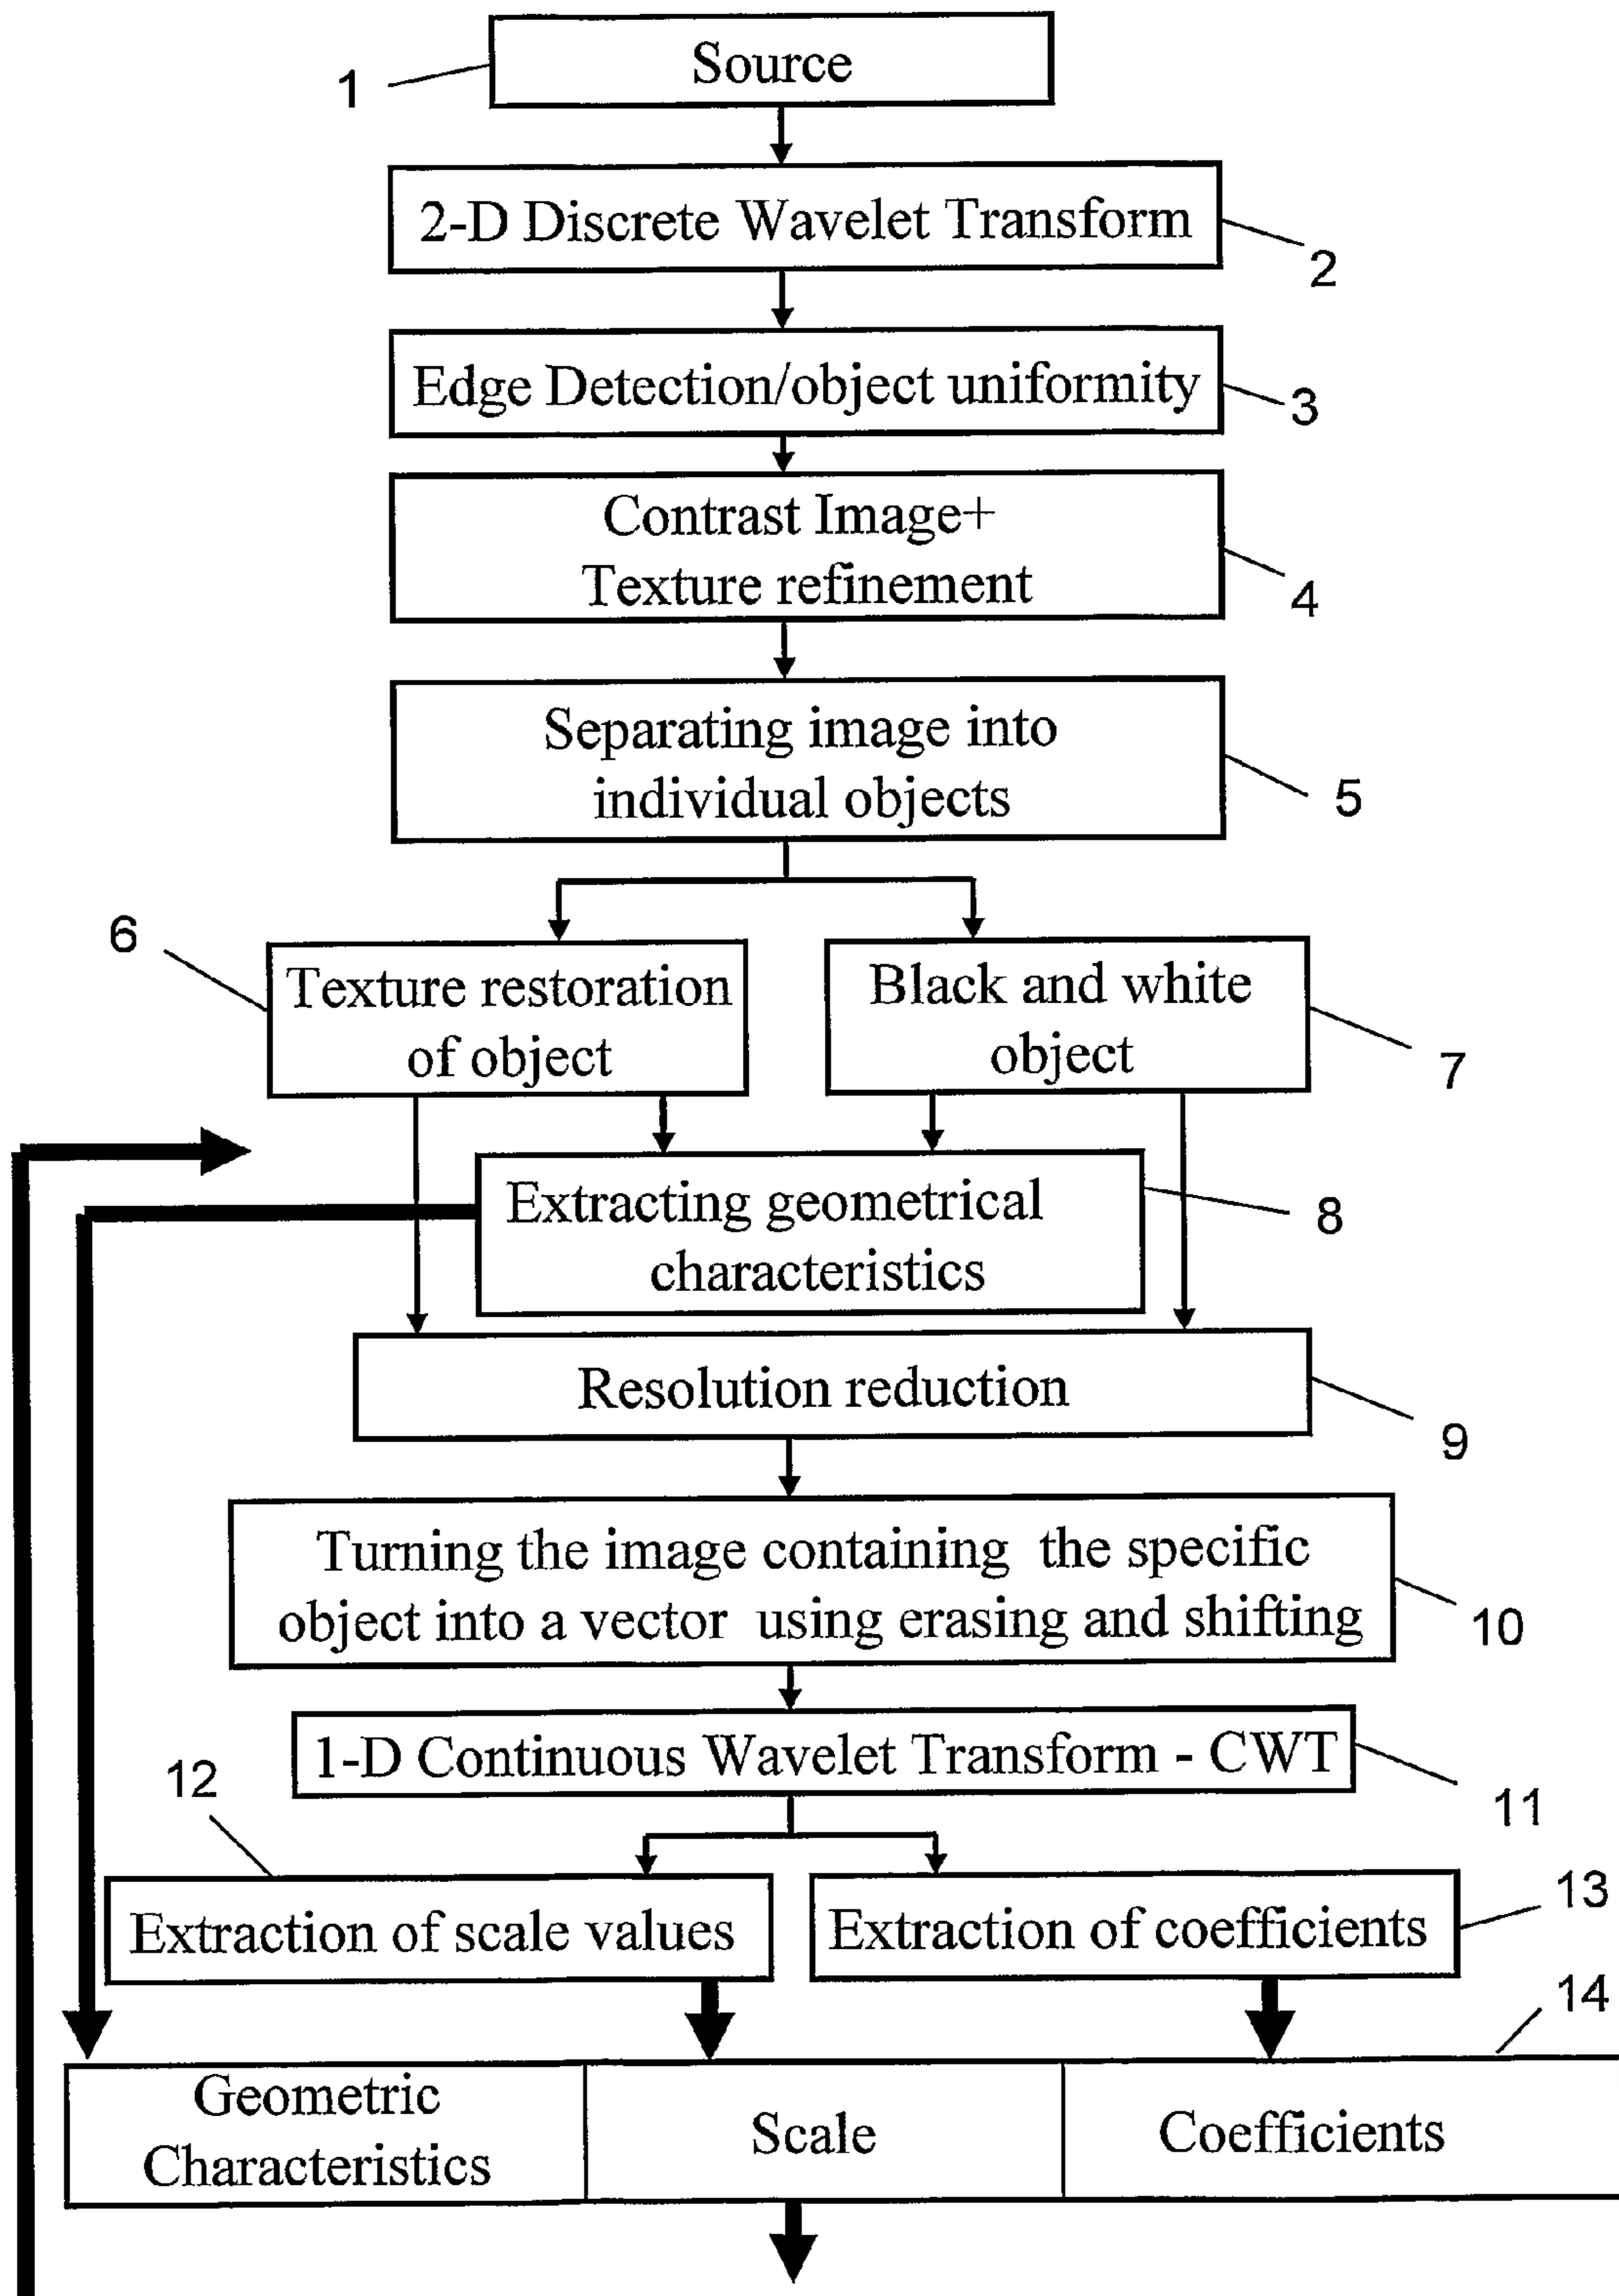 Source
1
2-D Discrete Wavelet Transform
2
Edge Detection/object uniformity
3
Contrast Image+
Texture refinement
4
Separating image into
individual objects
5
6
Texture restoration
of object
Black and white
object
7
Extracting geometrical
characteristics
8
Resolution reduction
9
Turning the image containing the specific
object into a vector using erasing and shifting
10
1-D Continuous Wavelet Transform - CWT
11
12
Extraction of scale values
Extraction of coefficients
13
14
Geometric
Characteristics
Scale
Coefficients